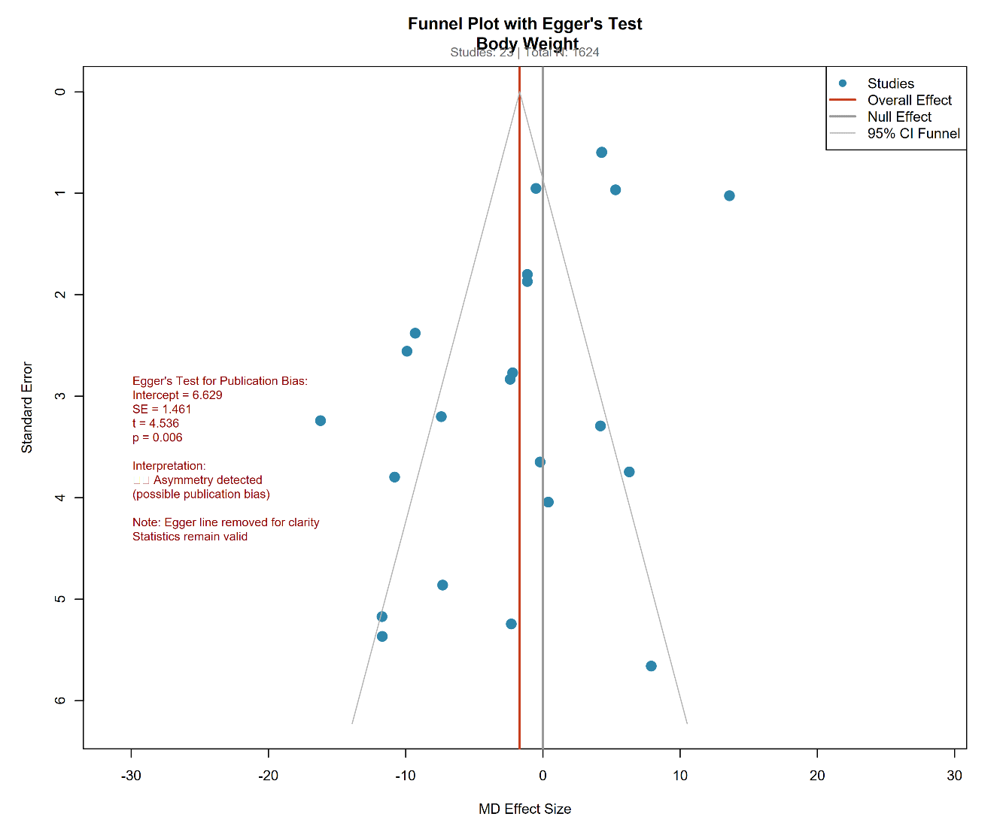 Funnel Plot with Egger's Test
Body Weight
Studies: 23 | Total N: 1624
Studies
Overall Effect
Null Effect
95% CI Funnel
0
1
2
3
4
5
6
Standard Error
Egger's Test for Publication Bias:
Intercept = 6.629
SE = 1.461
t = 4.536
p = 0.006
Interpretation:
Asymmetry detected
(possible publication bias)
Note: Egger line removed for clarity
Statistics remain valid
-30 -20 -10 0 10 20 30
MD Effect Size